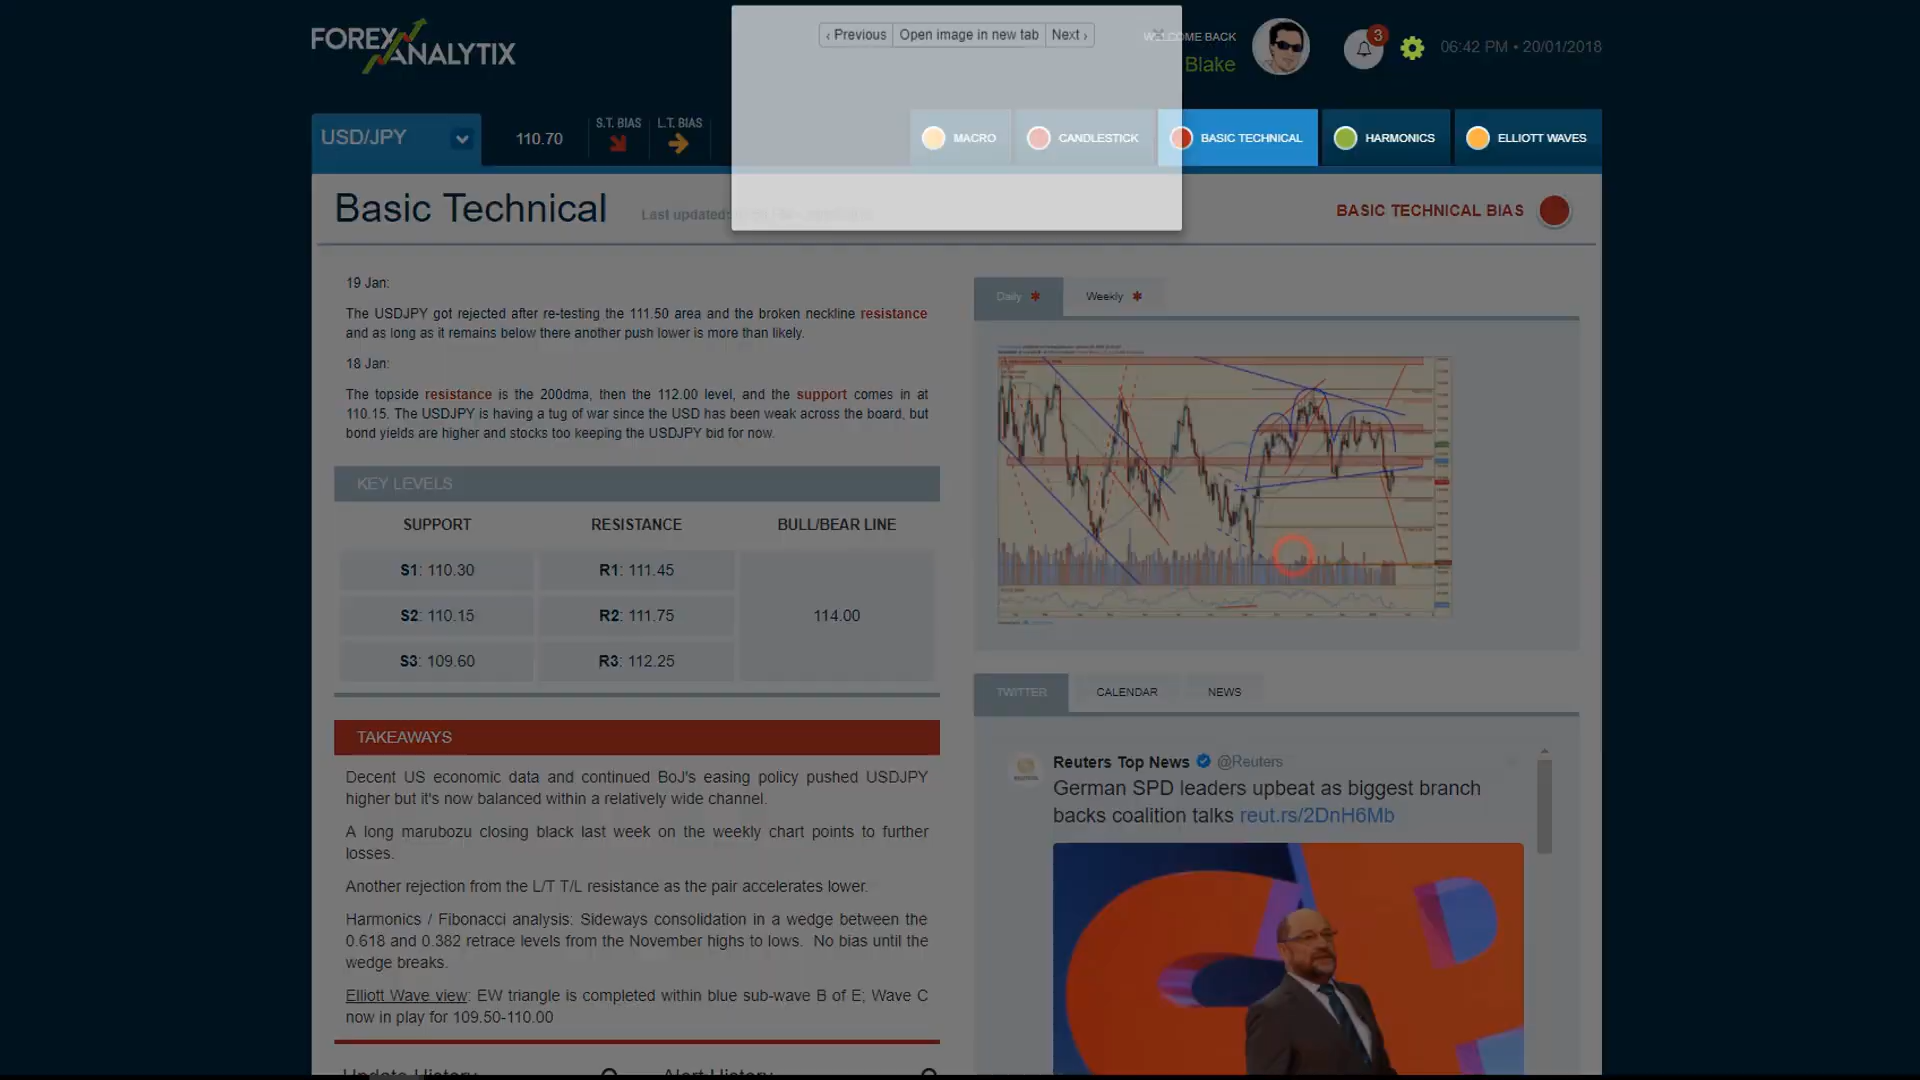 FOREX ANALYTIX
‹ Previous
Open image in new tab
Next ›
WELCOME BACK
Blake
3
06:42 PM • 20/01/2018
USD/JPY
110.70
S.T. BIAS
L.T. BIAS
MACRO
CANDLESTICK
BASIC TECHNICAL
HARMONICS
ELLIOTT WAVES
Basic Technical
Last updated:
BASIC TECHNICAL BIAS
19 Jan:
The USDJPY got rejected after re-testing the 111.50 area and the broken neckline resistance
and as long as it remains below there another push lower is more than likely.
18 Jan:
The topside resistance is the 200dma, then the 112.00 level, and the support comes in at
110.15. The USDJPY is having a tug of war since the USD has been weak across the board, but
bond yields are higher and stocks too keeping the USDJPY bid for now.
KEY LEVELS
SUPPORT
RESISTANCE
BULL/BEAR LINE
S1: 110.30
R1: 111.45
S2: 110.15
R2: 111.75
114.00
S3: 109.60
R3: 112.25
TAKEAWAYS
Decent US economic data and continued BoJ's easing policy pushed USDJPY
higher but it's now balanced within a relatively wide channel.
A long marubozu closing black last week on the weekly chart points to further
losses.
Another rejection from the L/T T/L resistance as the pair accelerates lower.
Harmonics / Fibonacci analysis: Sideways consolidation in a wedge between the
0.618 and 0.382 retrace levels from the November highs to lows. No bias until the
wedge breaks.
Elliott Wave view: EW triangle is completed within blue sub-wave B of E; Wave C
now in play for 109.50-110.00
Update History
Alert History
Daily *
Weekly *
TWITTER
CALENDAR
NEWS
Reuters Top News @Reuters
German SPD leaders upbeat as biggest branch
backs coalition talks reut.rs/2DnH6Mb